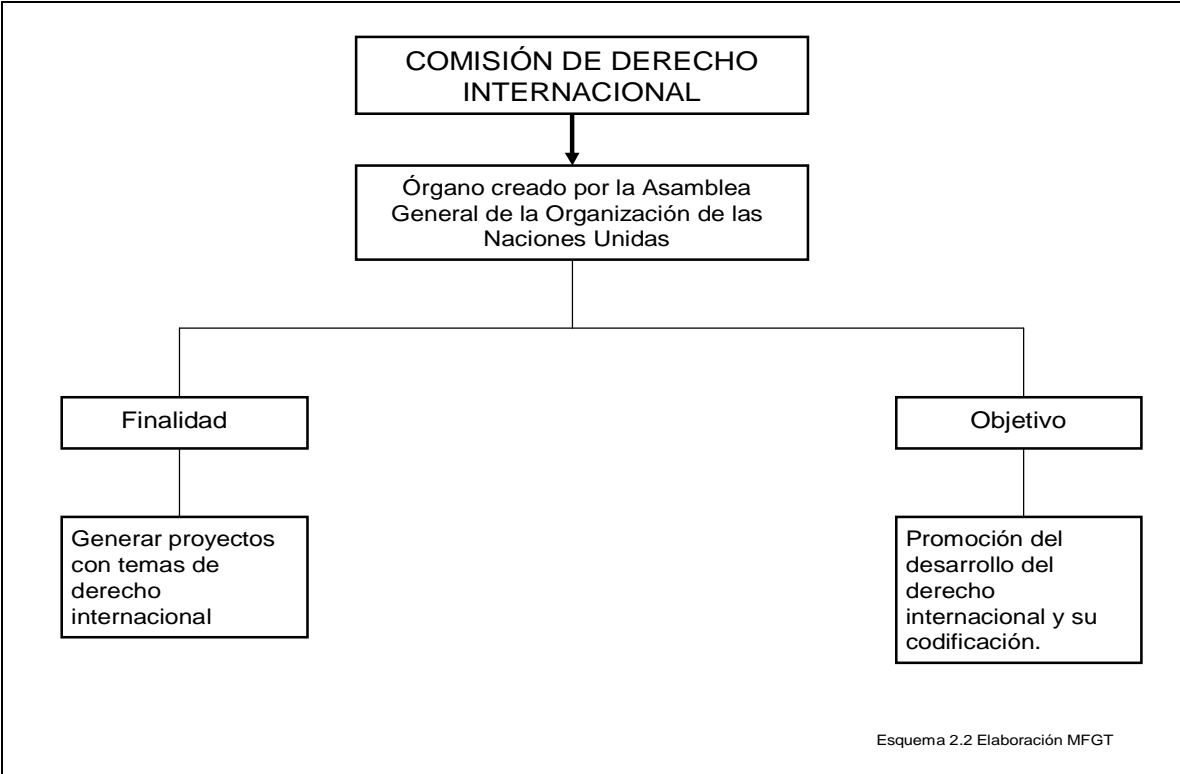 COMISIÓN DE DERECHO
INTERNACIONAL
Órgano creado por la Asamblea
General de la Organización de las
Naciones Unidas
Finalidad
Objetivo
Generar proyectos
con temas de
derecho
internacional
Promoción del
desarrollo del
derecho
internacional y su
codificación.
Esquema 2.2 Elaboración MFGT